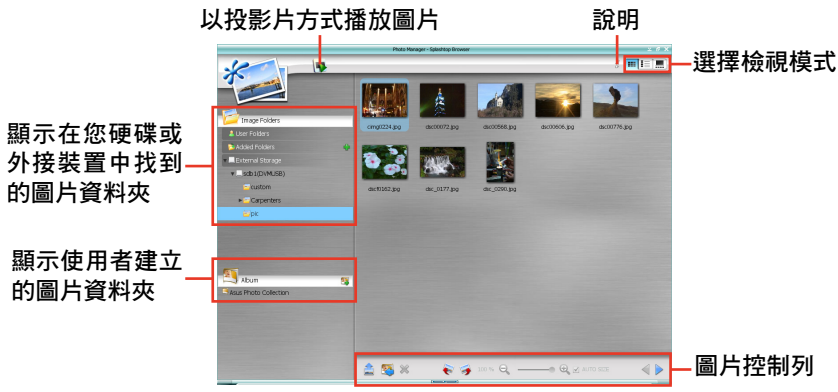 以投影片方式播放圖片
說明
Photo Manager - Splashtop Browser
選擇檢視模式
顯示在您硬碟或
外接裝置中找到
的圖片資料夾
Image Folders
User Folders
Added Folders
External Storage
sdb1(DVMUSB)
custom
Carpenters
pic
cimg0224.jpg
dsc00072.jpg
dsc00568.jpg
dsc00606.jpg
dsc00776.jpg
dscf0162.jpg
dsc_0177.jpg
dsc_0290.jpg
顯示使用者建立
的圖片資料夾
Album
Asus Photo Collection
100 %
AUTO SIZE
圖片控制列